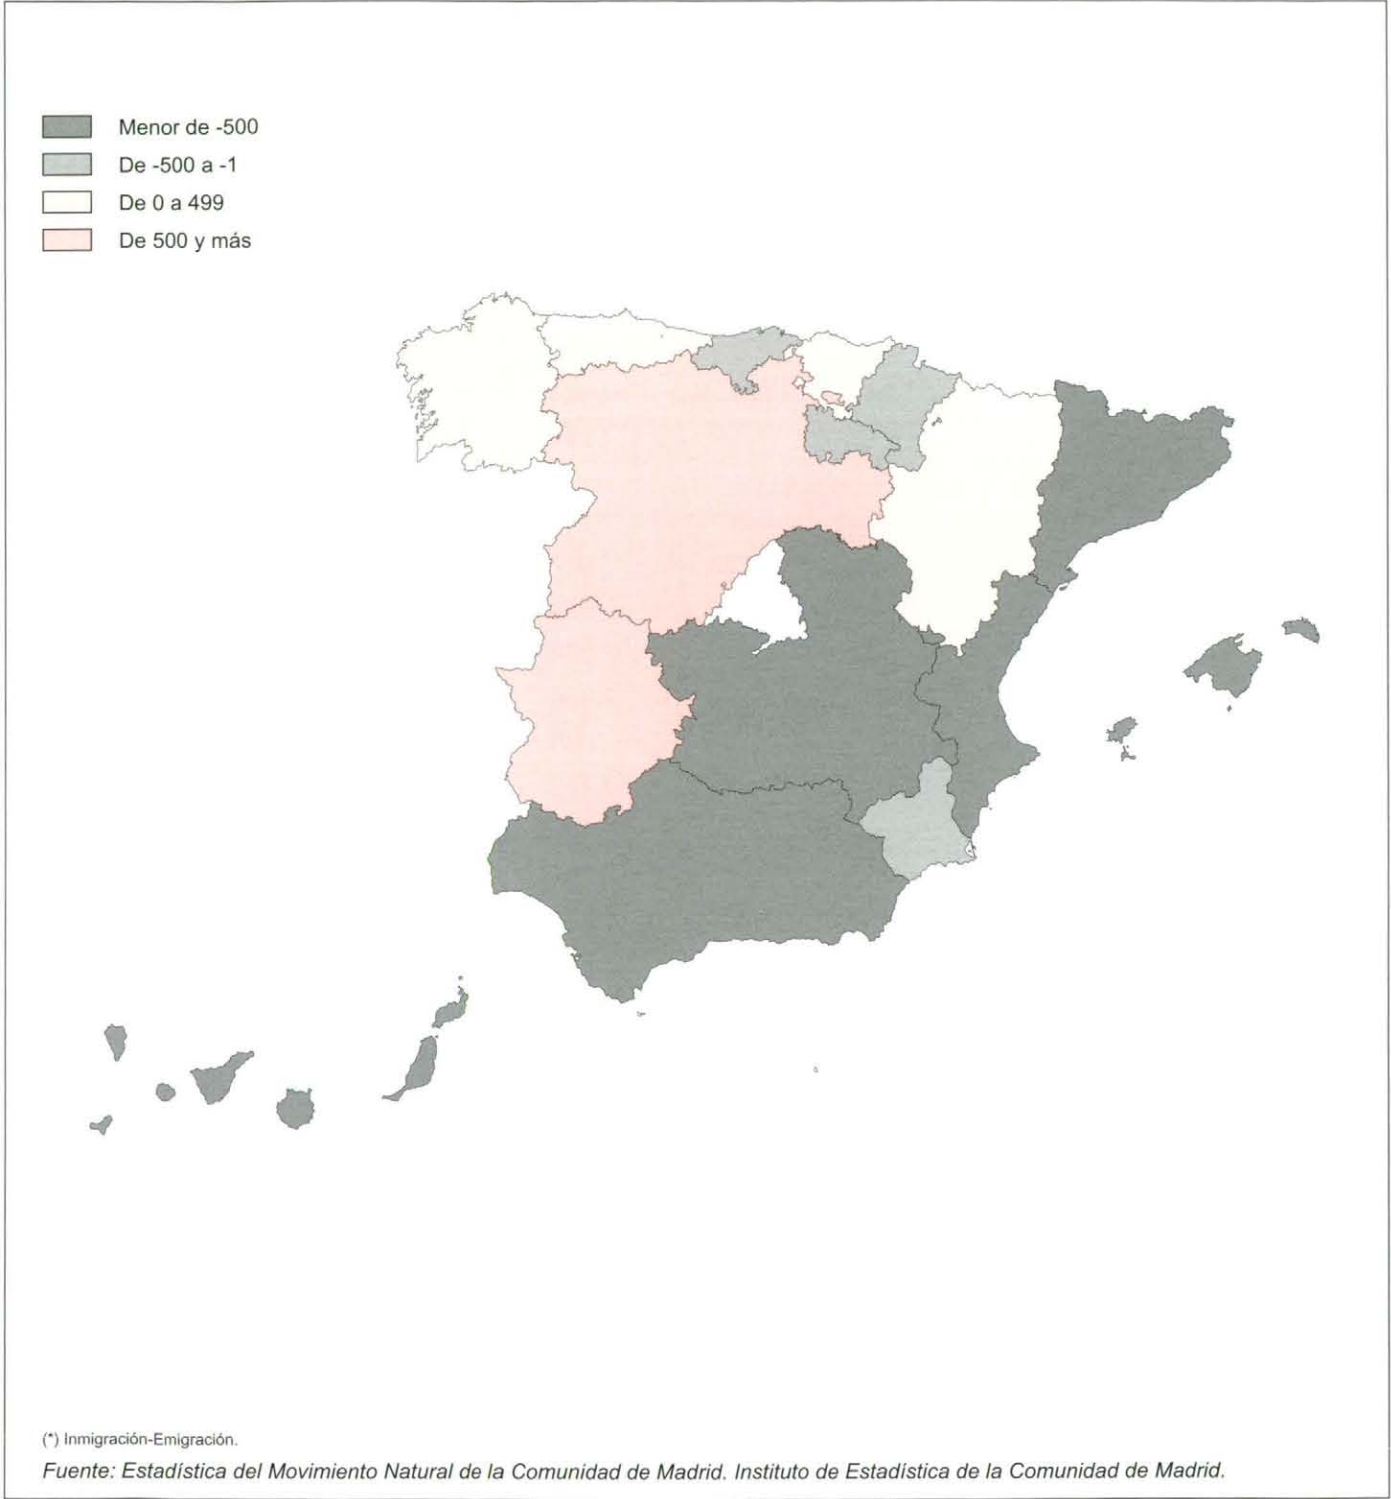 Menor de -500
De -500 a -1
De 0 a 499
De 500 y más
(*) Inmigración-Emigración.
Fuente: Estadística del Movimiento Natural de la Comunidad de Madrid. Instituto de Estadística de la Comunidad de Madrid.